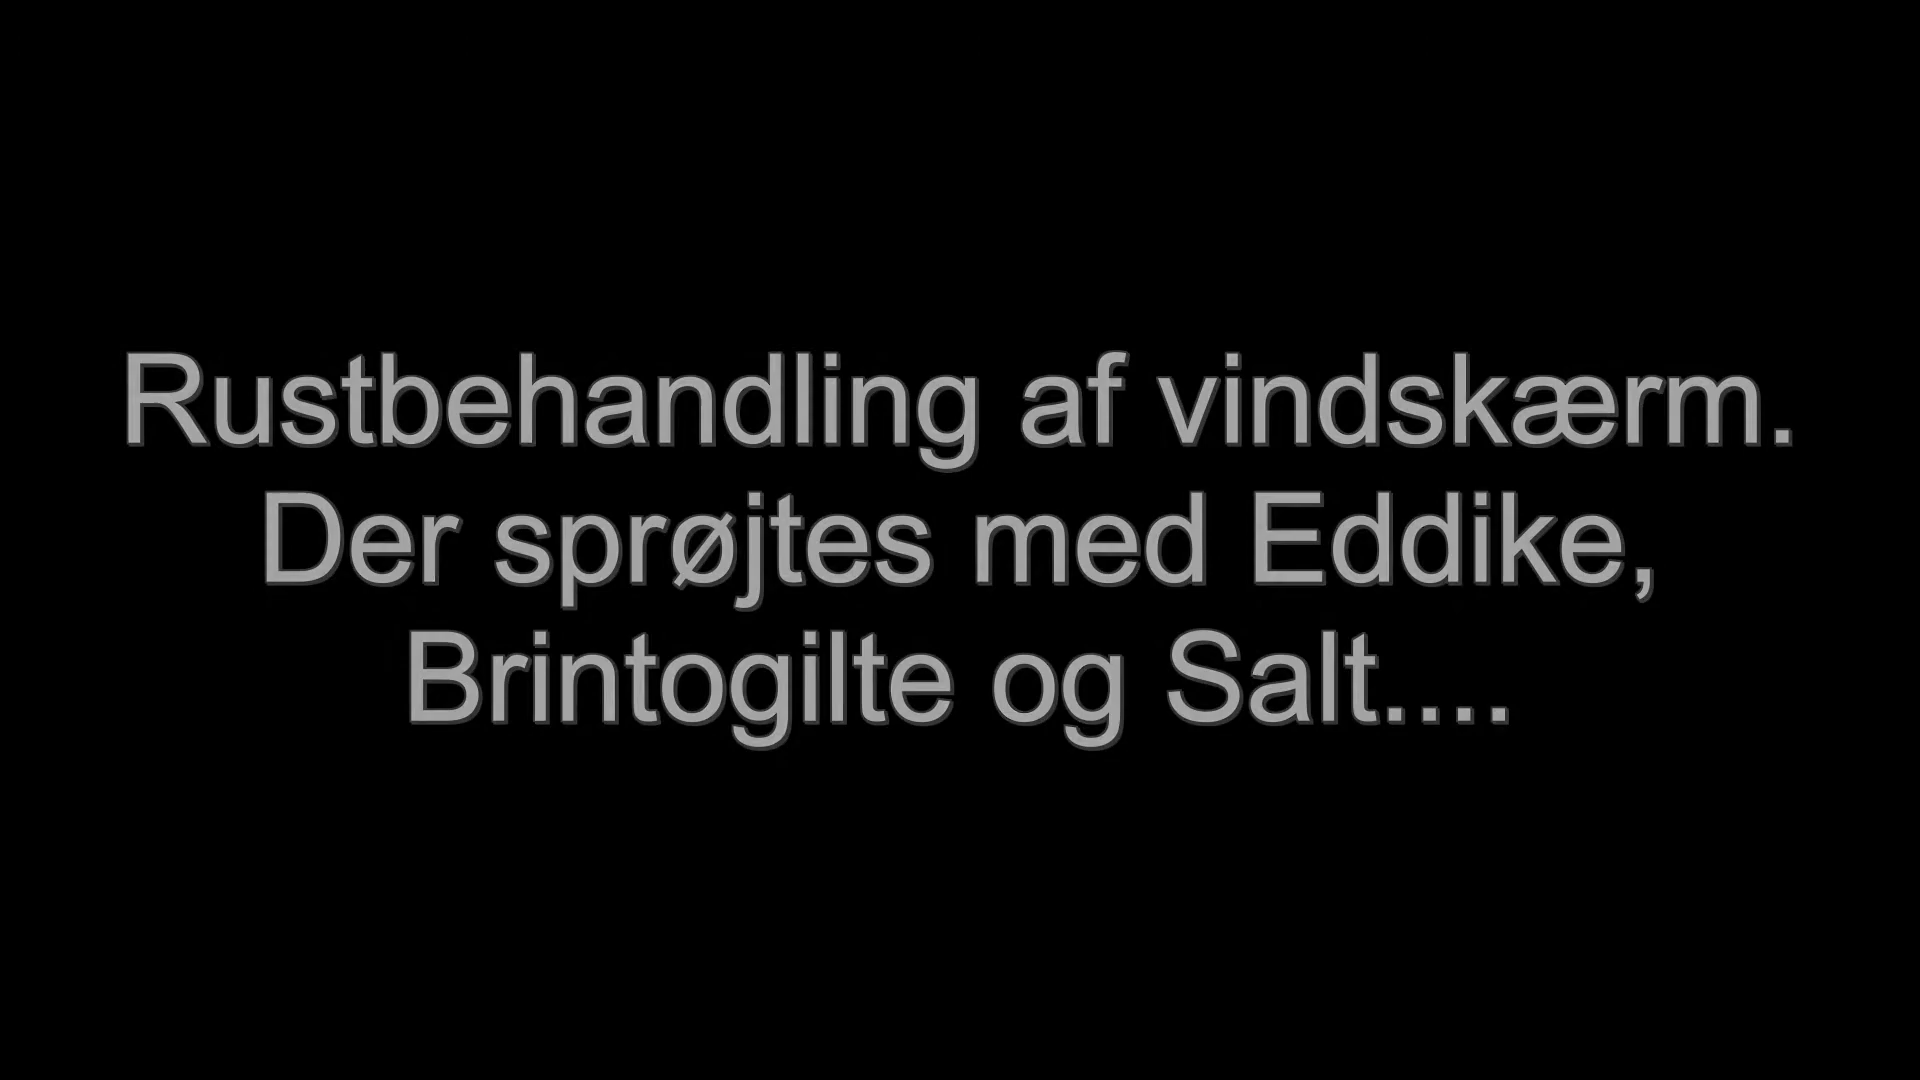 Rustbehandling af vindskærm.
Der sprøjtes med Eddike,
Brintogilte og Salt....